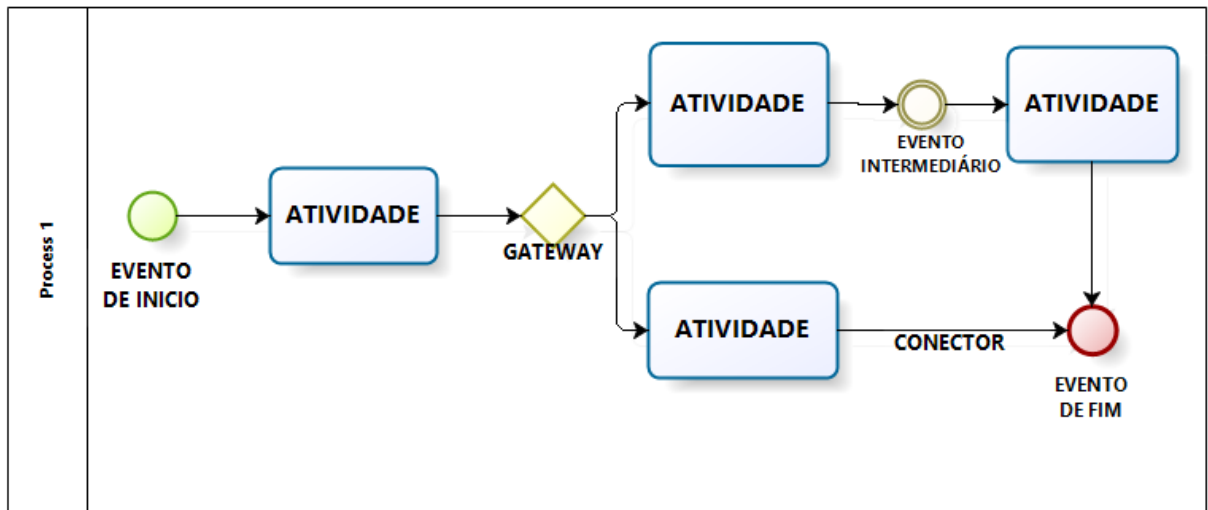 Process 1
EVENTO
DE INICIO
ATIVIDADE
GATEWAY
ATIVIDADE
EVENTO
INTERMEDIÁRIO
ATIVIDADE
ATIVIDADE
CONECTOR
EVENTO
DE FIM